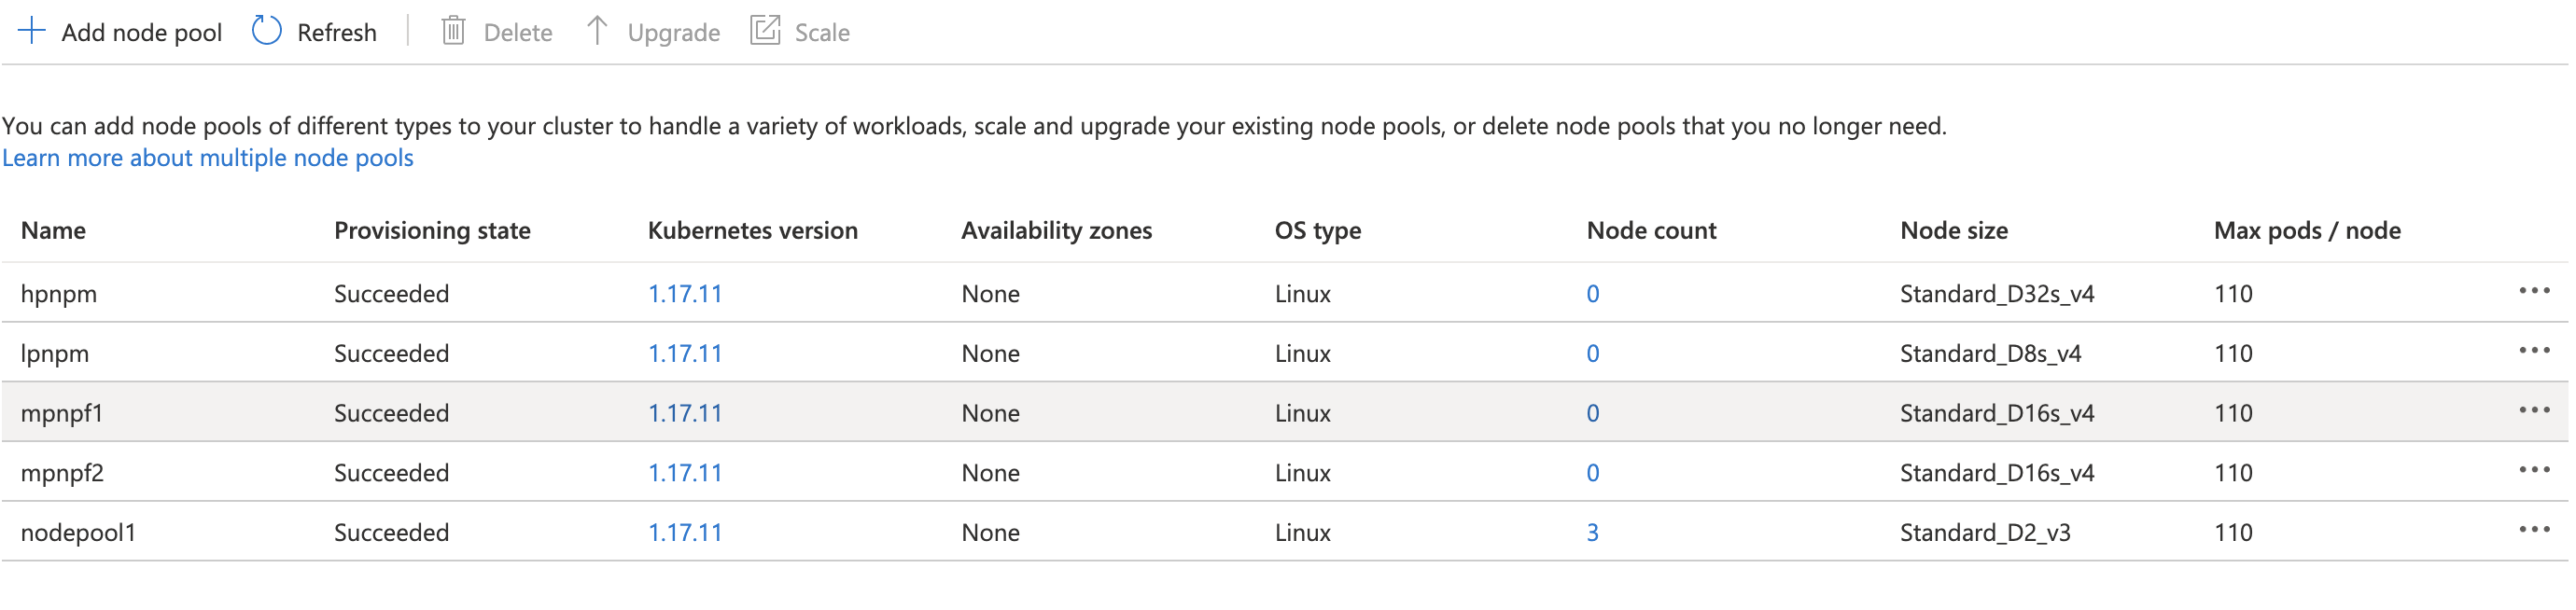 Add node pool Refresh Delete Upgrade Scale
You can add node pools of different types to your cluster to handle a variety of workloads, scale and upgrade your existing node pools, or delete node pools that you no longer need.
Learn more about multiple node pools
Name Provisioning state Kubernetes version Availability zones OS type Node count Node size Max pods / node
hpnpm Succeeded 1.17.11 None Linux 0 Standard_D32s_v4 110
lpnpm Succeeded 1.17.11 None Linux 0 Standard_D8s_v4 110
mpnpf1 Succeeded 1.17.11 None Linux 0 Standard_D16s_v4 110
mpnpf2 Succeeded 1.17.11 None Linux 0 Standard_D16s_v4 110
nodepool1 Succeeded 1.17.11 None Linux 3 Standard_D2_v3 110